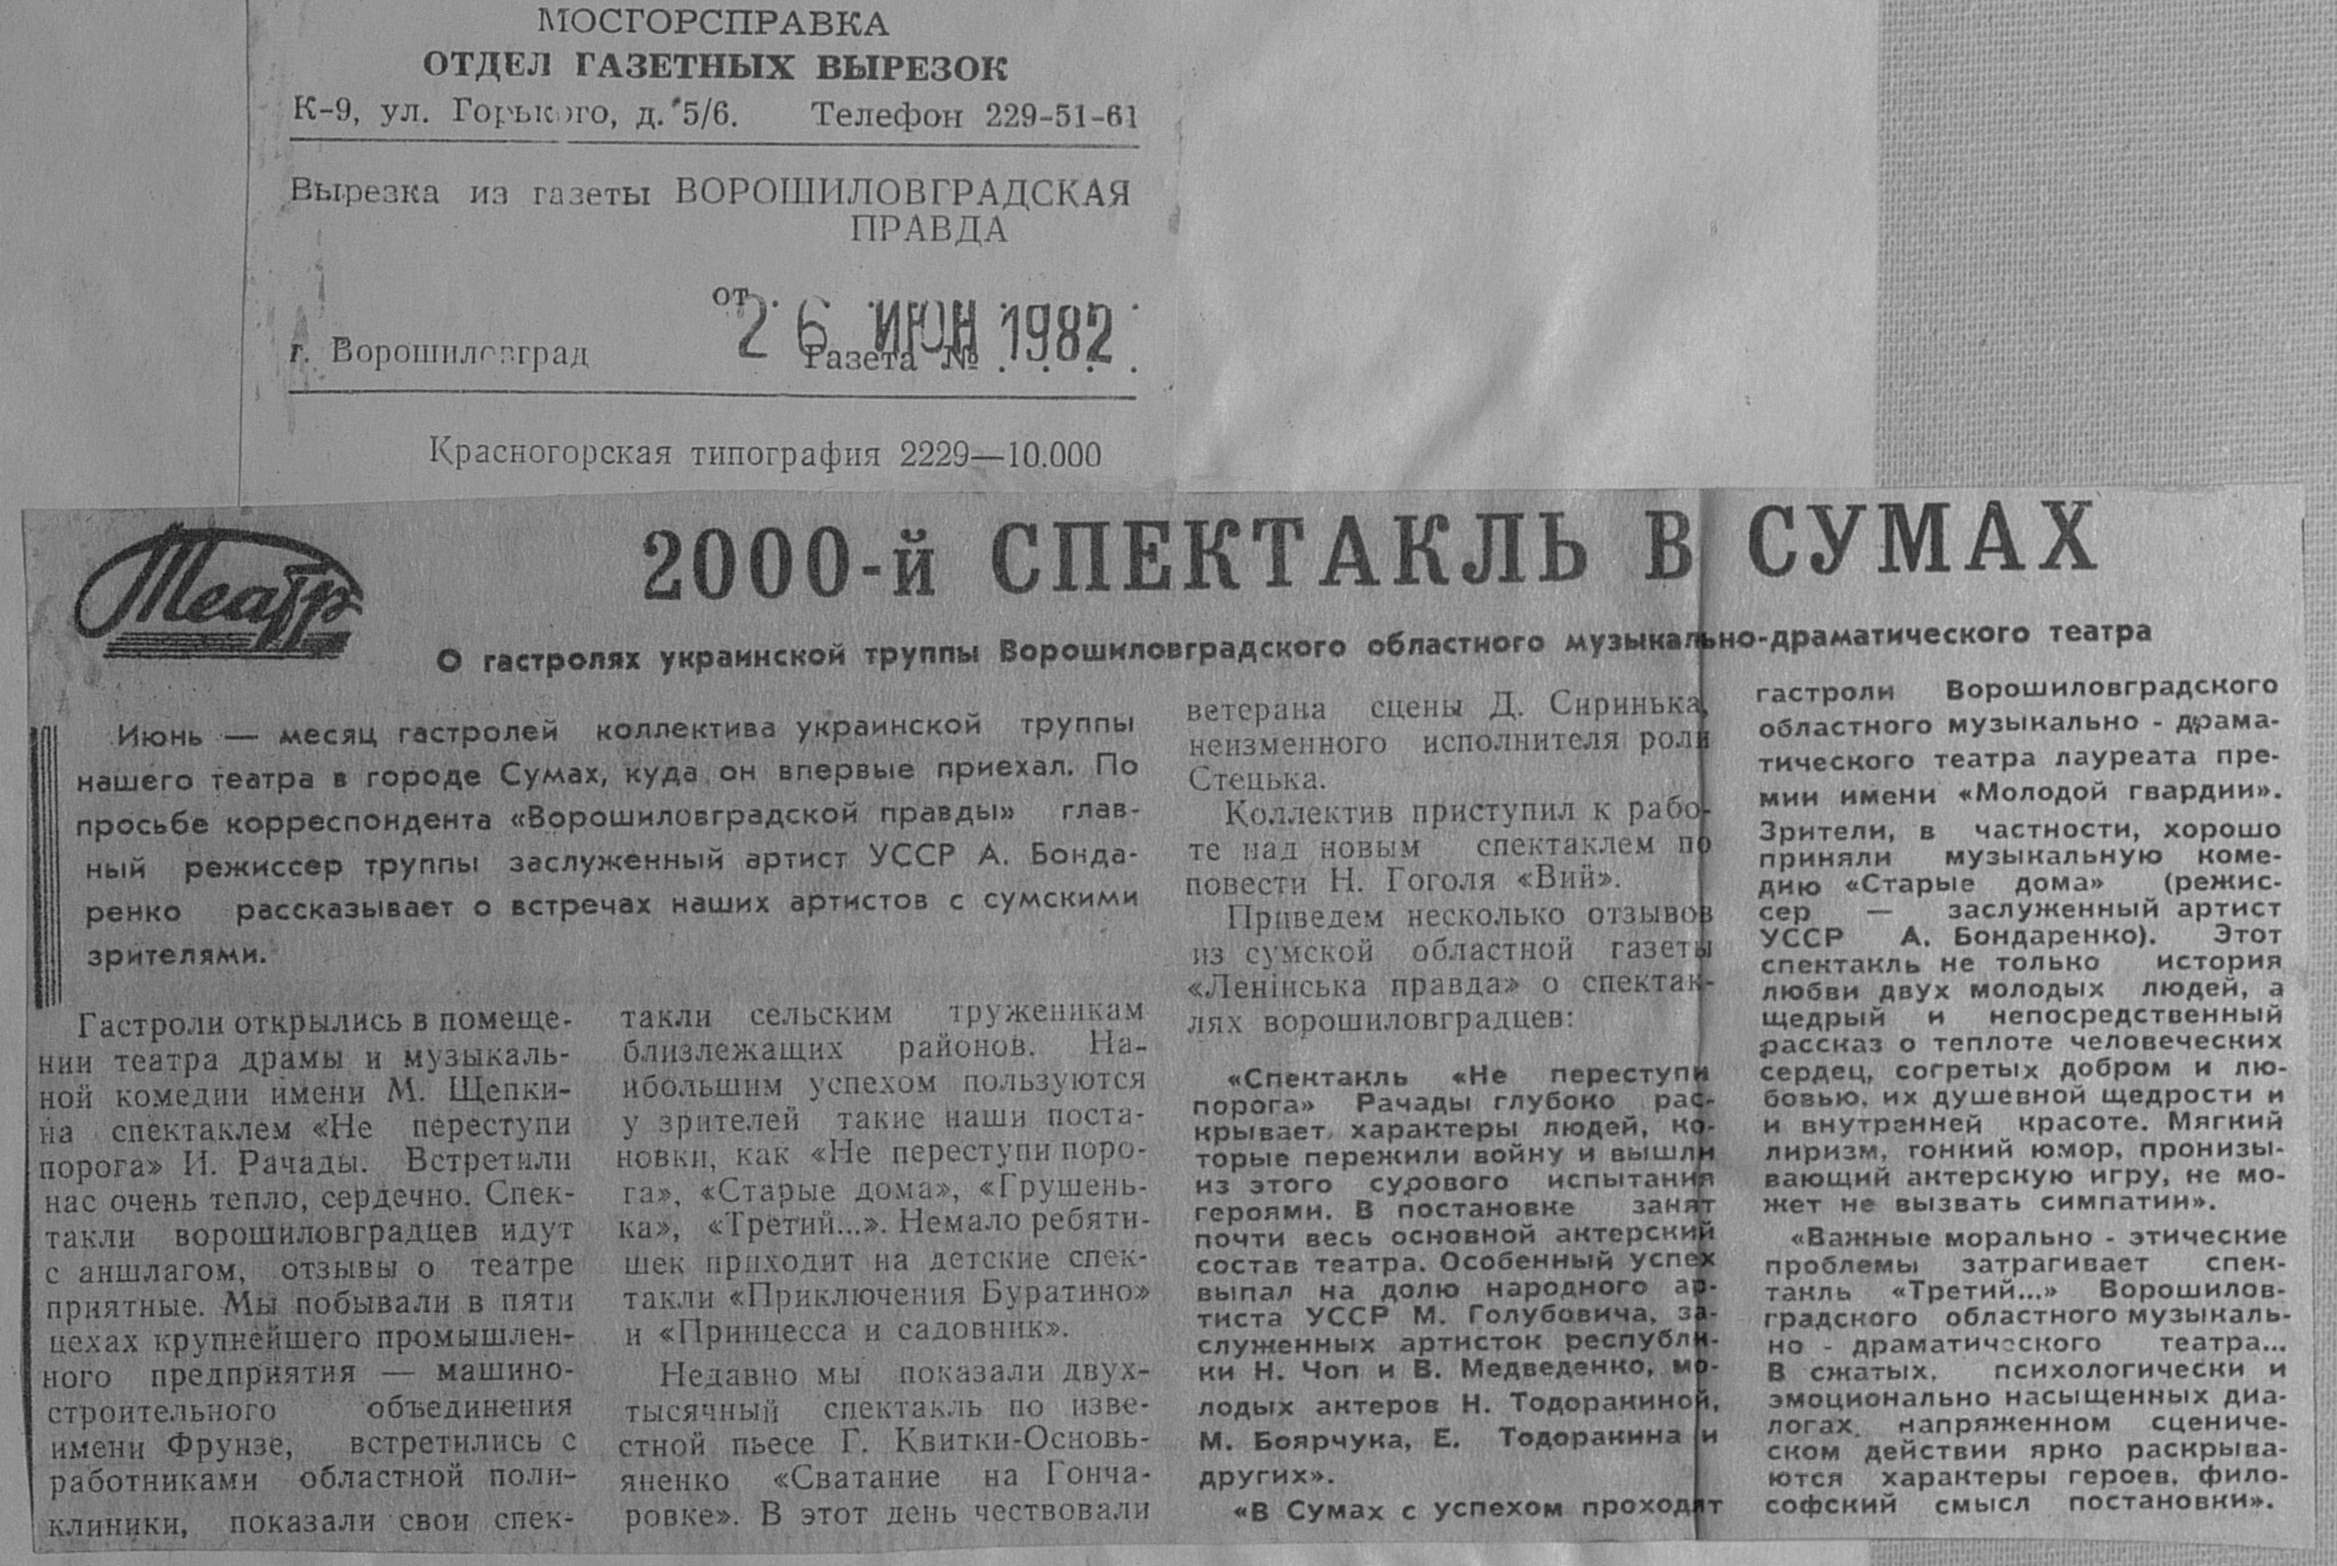 МОСГОРСПРАВКА
ОТДЕЛ ГАЗЕТНЫХ ВЫРЕЗОК
К-9, ул. Горького, д. 5/6. Телефон 229-51-61
Вырезка из газеты ВОРОШИЛОВГРАДСКАЯ
ПРАВДА
от
26 ИЮН 1982
г. Ворошиловград Газета № . . . .
Красногорская типография 2229—10.000
Театр
2000-й СПЕКТАКЛЬ В СУМАХ
О гастролях украинской труппы Ворошиловградского областного музыкально-драматического театра
Июнь — месяц гастролей коллектива украинской труппы
нашего театра в городе Сумах, куда он впервые приехал. По
просьбе корреспондента «Ворошиловградской правды» глав-
ный режиссер труппы заслуженный артист УССР А. Бонда-
ренко рассказывает о встречах наших артистов с сумскими
зрителями.
Гастроли открылись в помеще-
нии театра драмы и музыкаль-
ной комедии имени М. Щепки-
на спектаклем «Не переступи
порога» И. Рачады. Встретили
нас очень тепло, сердечно. Спек-
такли ворошиловградцев идут
с аншлагом, отзывы о театре
приятные. Мы побывали в пяти
цехах крупнейшего промышлен-
ного предприятия — машино-
строительного объединения
имени Фрунзе, встретились с
работниками областной поли-
клиники, показали свои спек-
такли сельским труженикам
близлежащих районов. На-
ибольшим успехом пользуются
у зрителей такие наши поста-
новки, как «Не переступи поро-
га», «Старые дома», «Грушень-
ка», «Третий...». Немало ребяти-
шек приходит на детские спек-
такли «Приключения Буратино»
и «Принцесса и садовник».
Недавно мы показали двух-
тысячный спектакль по изве-
стной пьесе Г. Квитки-Основь-
яненко «Сватание на Гонча-
ровке». В этот день чествовали
ветерана сцены Д. Сиринька,
неизменного исполнителя роли
Стецька.
Коллектив приступил к рабо-
те над новым спектаклем по
повести Н. Гоголя «Вий».
Приведем несколько отзывов
из сумской областной газеты
«Ленінська правда» о спектак-
лях ворошиловградцев:
«Спектакль «Не переступи
порога» Рачады глубоко рас-
крывает характеры людей, ко-
торые пережили войну и вышли
из этого сурового испытания
героями. В постановке занят
почти весь основной актерский
состав театра. Особенный успех
выпал на долю народного ар-
тиста УССР М. Голубовича, за-
служенных артисток республи-
ки Н. Чоп и В. Медведенко, мо-
лодых актеров Н. Тодоракиной,
М. Боярчука, Е. Тодоракина и
других».
«В Сумах с успехом проходят
гастроли Ворошиловградского
областного музыкально - драма-
тического театра лауреата пре-
мии имени «Молодой гвардии».
Зрители, в частности, хорошо
приняли музыкальную коме-
дию «Старые дома» (режис-
сер — заслуженный артист
УССР А. Бондаренко). Этот
спектакль не только история
любви двух молодых людей, а
щедрый и непосредственный
рассказ о теплоте человеческих
сердец, согретых добром и лю-
бовью, их душевной щедрости и
и внутренней красоте. Мягкий
лиризм, тонкий юмор, пронизы-
вающий актерскую игру, не мо-
жет не вызвать симпатии».
«Важные морально - этические
проблемы затрагивает спек-
такль «Третий...» Ворошилов-
градского областного музыкаль-
но - драматического театра...
В сжатых, психологически и
эмоционально насыщенных диа-
логах, напряженном сцениче-
ском действии ярко раскрыва-
ются характеры героев, фило-
софский смысл постановки».